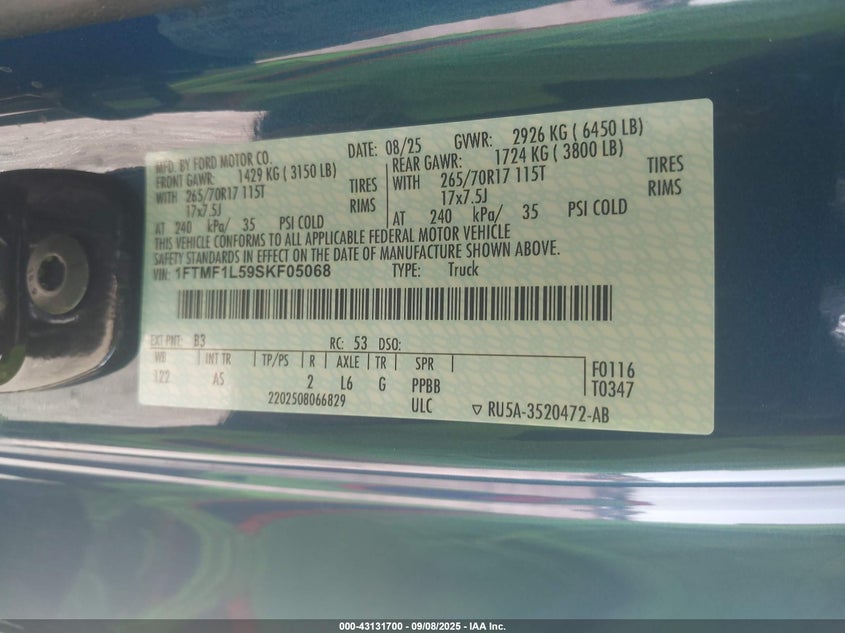 MFD. BY FORD MOTOR CO. DATE: 08/25 GVWR: 2926 KG ( 6450 LB)
FRONT GAWR: 1429 KG ( 3150 LB) REAR GAWR: 1724 KG ( 3800 LB)
WITH 265/70R17 115T TIRES WITH 265/70R17 115T TIRES
17x7.5J RIMS 17x7.5J RIMS
AT 240 kPa/ 35 PSI COLD AT 240 kPa/ 35 PSI COLD
THIS VEHICLE CONFORMS TO ALL APPLICABLE FEDERAL MOTOR VEHICLE
SAFETY STANDARDS IN EFFECT ON THE DATE OF MANUFACTURE SHOWN ABOVE.
VIN: 1FTMF1L59SKF05068 TYPE: Truck
EXT PNT: B3 RC: 53 DSO:
WB INT TR TP/PS R AXLE TR SPR F0116
122 AS 2 L6 G PPBB T0347
2202508066829 ULC ▽ RU5A-3520472-AB
000-43131700 - 09/08/2025 - IAA Inc.